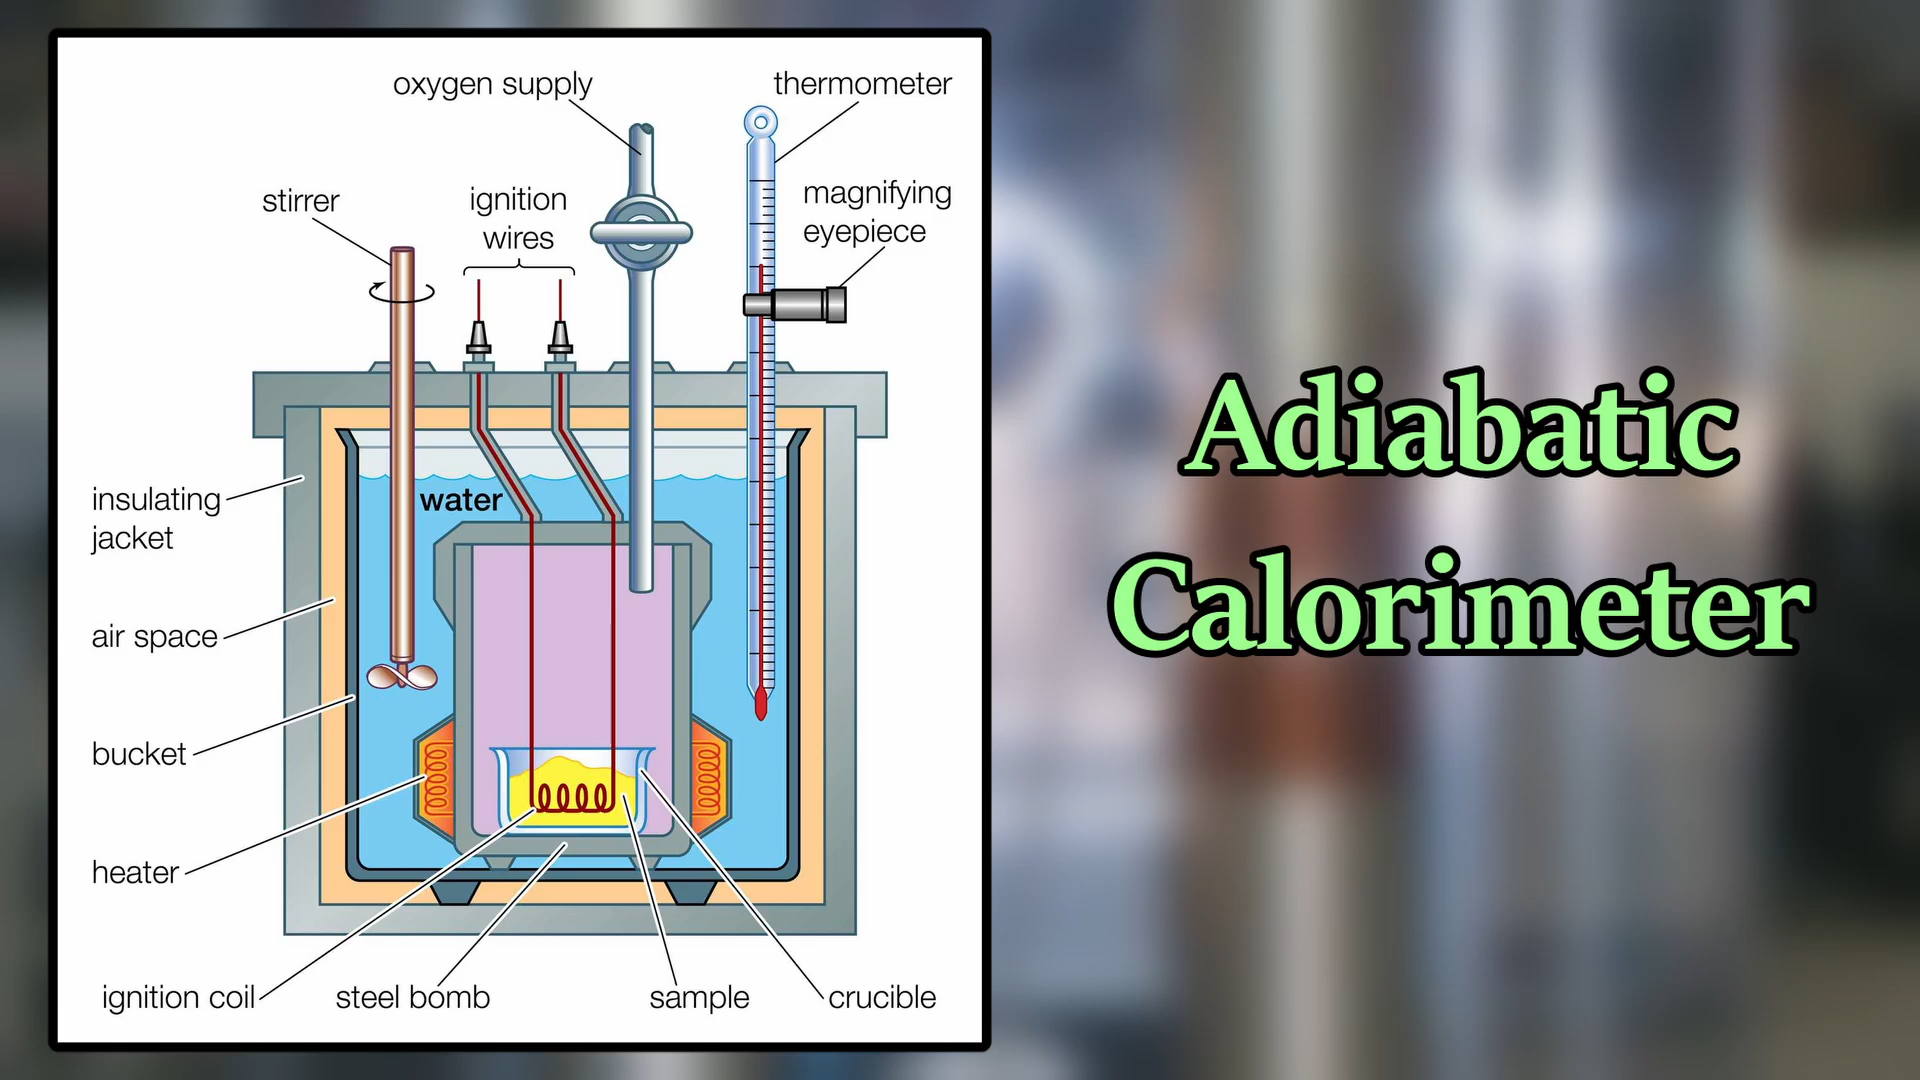 oxygen supply
thermometer
stirrer
ignition
wires
magnifying
eyepiece
insulating
jacket
water
air space
bucket
heater
ignition coil
steel bomb
sample
crucible
Adiabatic
Calorimeter